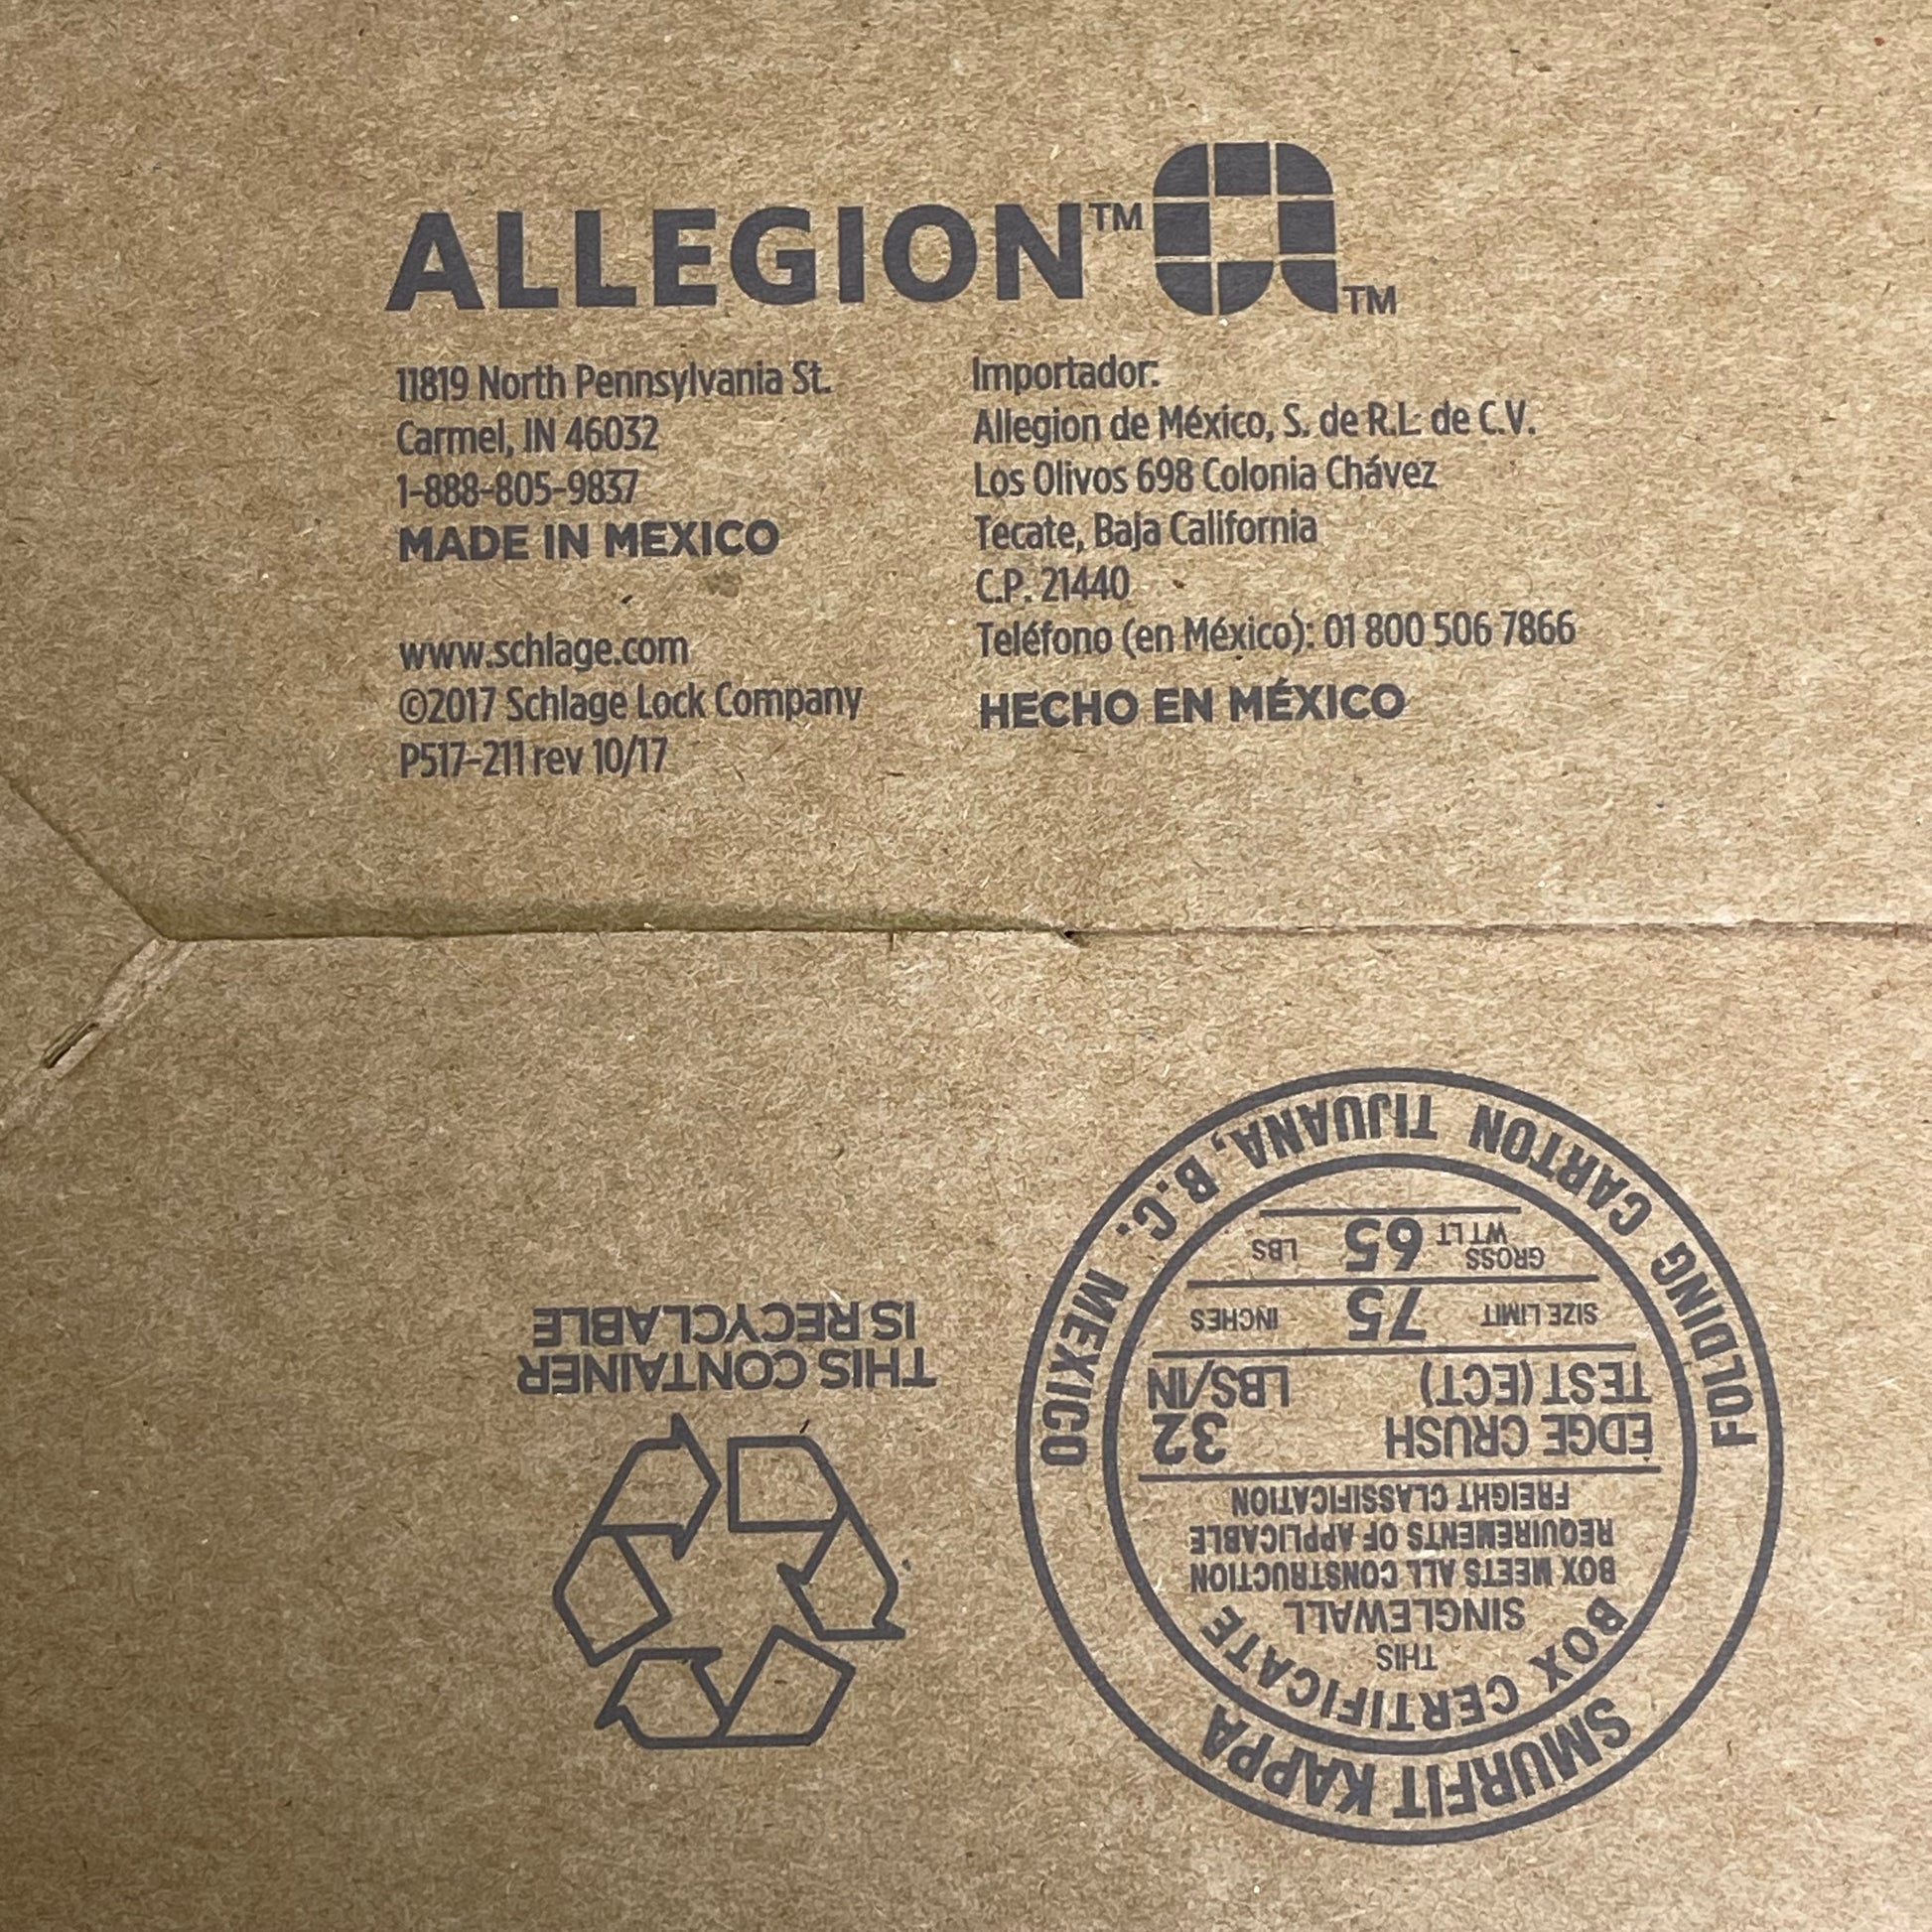 ALLEGION™
™
11819 North Pennsylvania St.
Carmel, IN 46032
1-888-805-9837
MADE IN MEXICO
www.schlage.com
©2017 Schlage Lock Company
P517-211 rev 10/17
Importador:
Allegion de México, S. de R.L. de C.V.
Los Olivos 698 Colonia Chávez
Tecate, Baja California
C.P. 21440
Teléfono (en México): 01 800 506 7866
HECHO EN MÉXICO
SMURFIT KAPPA
BOX CERTIFICATE
THIS
SINGLEWALL
BOX MEETS ALL CONSTRUCTION
REQUIREMENTS OF APPLICABLE
FREIGHT CLASSIFICATION
EDGE CRUSH 32
TEST (ECT) LBS/IN
SIZE LIMIT 75 INCHES
GROSS
WT LT 65 LBS
FOLDING CARTON TIJUANA, B.C. MEXICO
THIS CONTAINER
IS RECYCLABLE